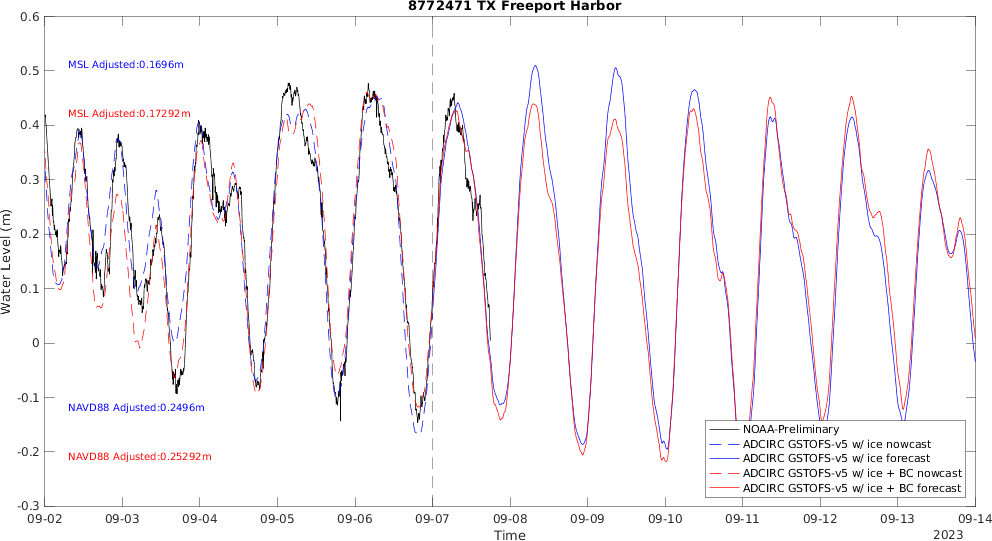 8772471 TX Freeport Harbor
0.6
0.5
0.4
0.3
0.2
0.1
0
-0.1
-0.2
-0.3
Water Level (m)
MSL Adjusted:0.1696m
MSL Adjusted:0.17292m
NAVD88 Adjusted:0.2496m
NAVD88 Adjusted:0.25292m
NOAA-Preliminary
ADCIRC GSTOFS-v5 w/ ice nowcast
ADCIRC GSTOFS-v5 w/ ice forecast
ADCIRC GSTOFS-v5 w/ ice + BC nowcast
ADCIRC GSTOFS-v5 w/ ice + BC forecast
09-02 09-03 09-04 09-05 09-06 09-07 09-08 09-09 09-10 09-11 09-12 09-13 09-14
Time
2023